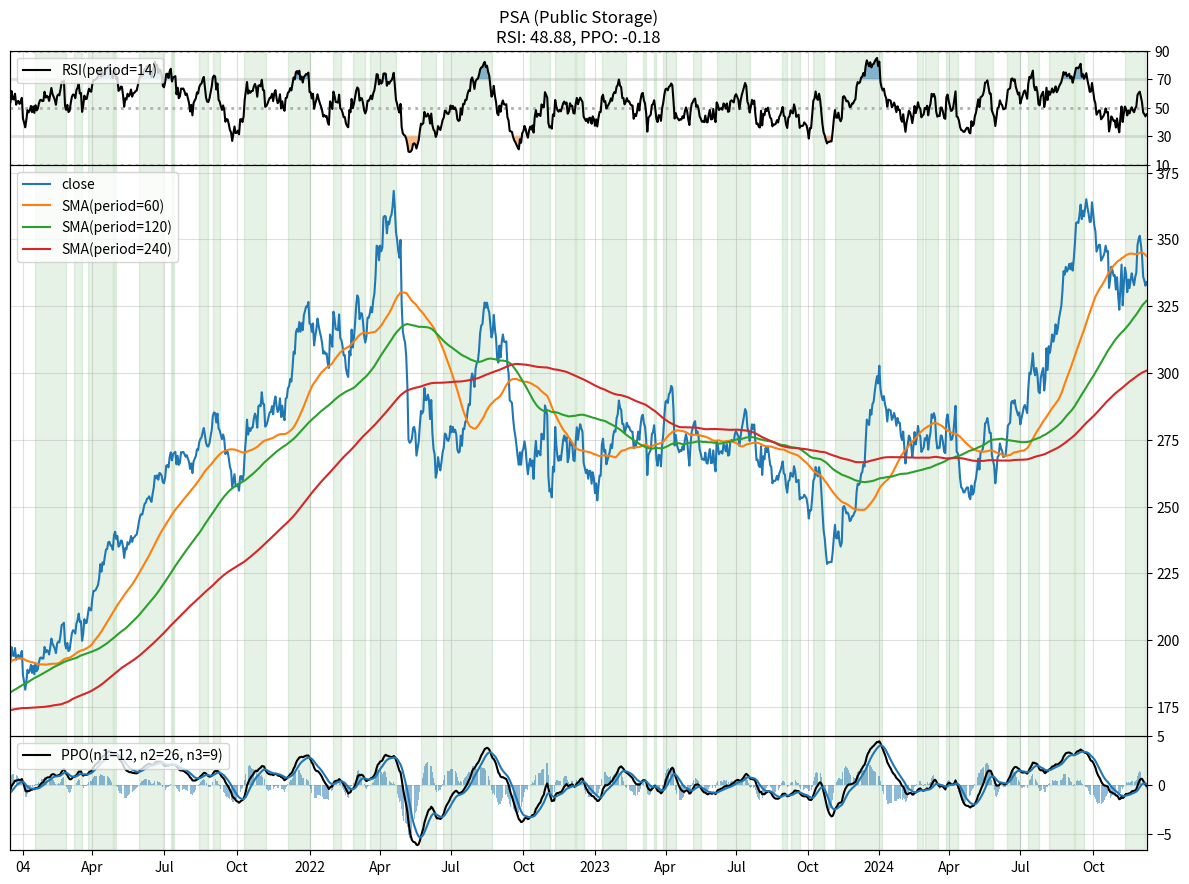 PSA (Public Storage)
RSI: 48.88, PPO: -0.18
RSI(period=14)
90
70
50
30
10
close
SMA(period=60)
SMA(period=120)
SMA(period=240)
375
350
325
300
275
250
225
200
175
PPO(n1=12, n2=26, n3=9)
5
0
−5
04 Apr Jul Oct 2022 Apr Jul Oct 2023 Apr Jul Oct 2024 Apr Jul Oct